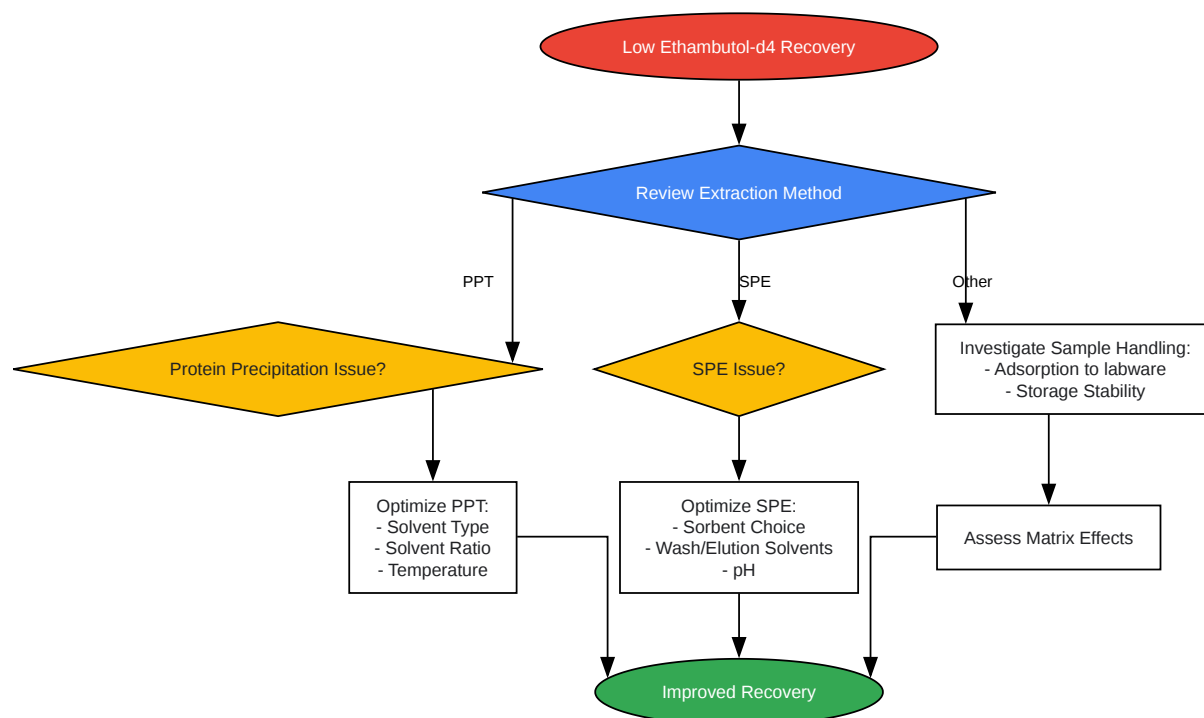 Low Ethambutol-d4 Recovery
Review Extraction Method
PPT
SPE
Other
Protein Precipitation Issue?
SPE Issue?
Investigate Sample Handling:
- Adsorption to labware
- Storage Stability
Optimize PPT:
- Solvent Type
- Solvent Ratio
- Temperature
Optimize SPE:
- Sorbent Choice
- Wash/Elution Solvents
- pH
Assess Matrix Effects
Improved Recovery